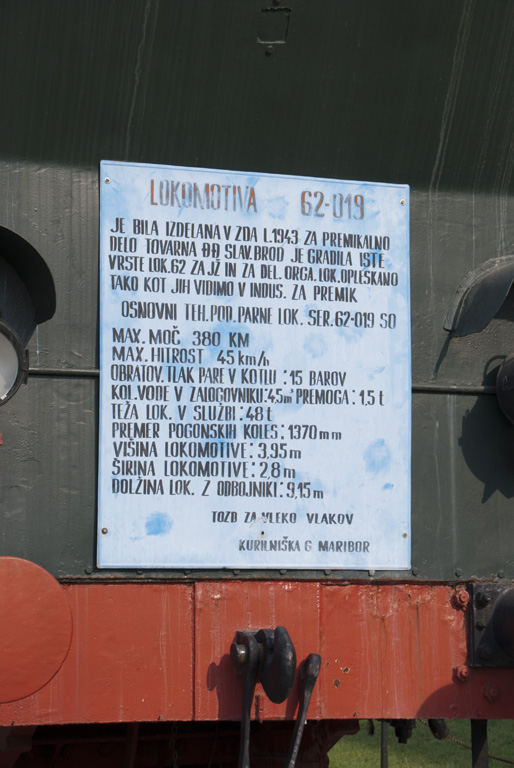 LOKOMOTIVA 62-019
JE BILA IZDELANA V ZDA L.1943 ZA PREMIKALNO
DELO TOVARNA ĐĐ SLAV. BROD JE GRADILA ISTE
VRSTE LOK. 62 ZA JŽ IN ZA DEL. ORGA. LOK. OPLEŠKANO
TAKO KOT JIH VIDIMO V INDUS. ZA PREMIK
OSNOVNI TEH. POD. PARNE LOK. SER. 62-019 SO
MAX. MOČ 380 KM
MAX. HITROST 45 km/h
OBRATOV. TLAK PARE V KOTLU : 15 BAROV
KOL. VODE V ZALOGOVNIKU : 4,5 m³ PREMOGA : 1,5 t
TEŽA LOK. V SLUŽBI : 48 t
PREMER POGONSKIH KOLES : 1370 mm
VIŠINA LOKOMOTIVE : 3,95 m
ŠIRINA LOKOMOTIVE : 2,8 m
DOLŽINA LOK. Z ODBOJNIKI : 9,15 m
TOZD ZA VLEKO VLAKOV
KURILNIŠKA 6 MARIBOR